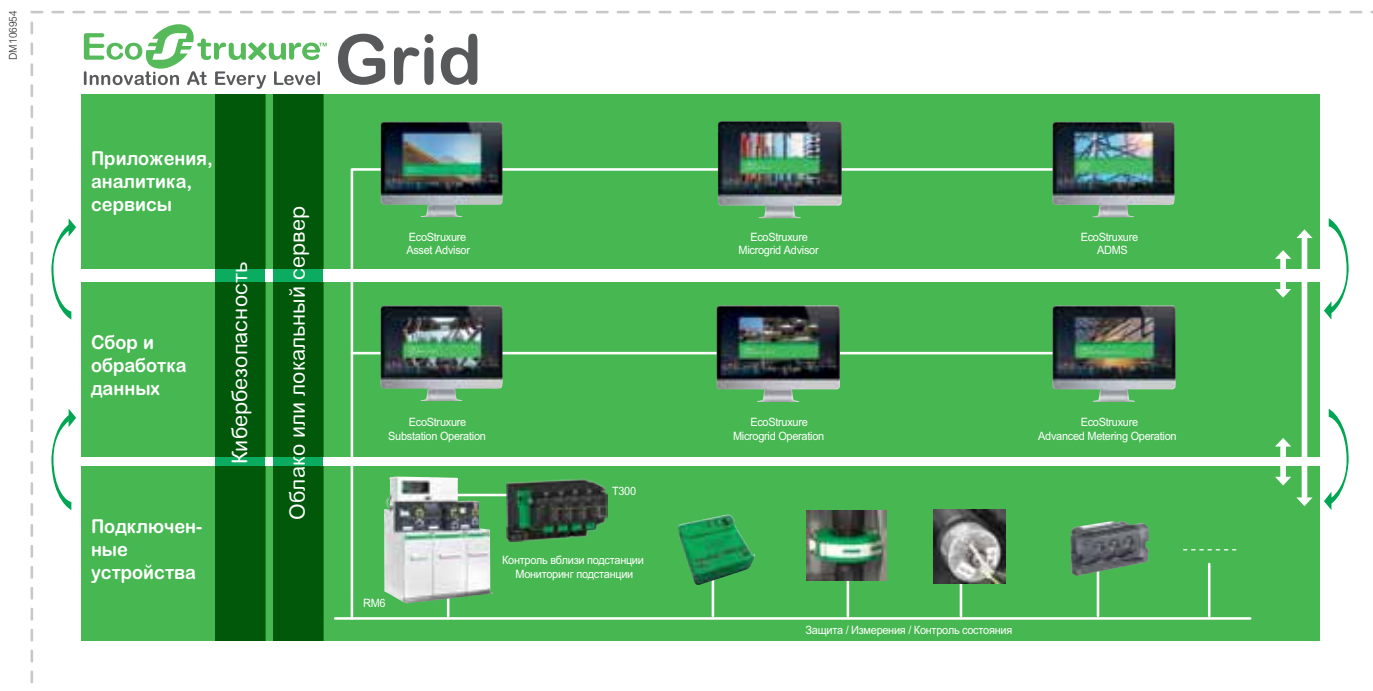 DM106954
EcoStruxure™
Innovation At Every Level
Grid
Приложения,
аналитика,
сервисы
Кибербезопасность
Облако или локальный сервер
EcoStruxure
Asset Advisor
EcoStruxure
Microgrid Advisor
EcoStruxure
ADMS
Сбор и
обработка
данных
EcoStruxure
Substation Operation
EcoStruxure
Microgrid Operation
EcoStruxure
Advanced Metering Operation
Подключен-
ные
устройства
T300
Контроль вблизи подстанции
Мониторинг подстанции
RM6
Защита / Измерения / Контроль состояния